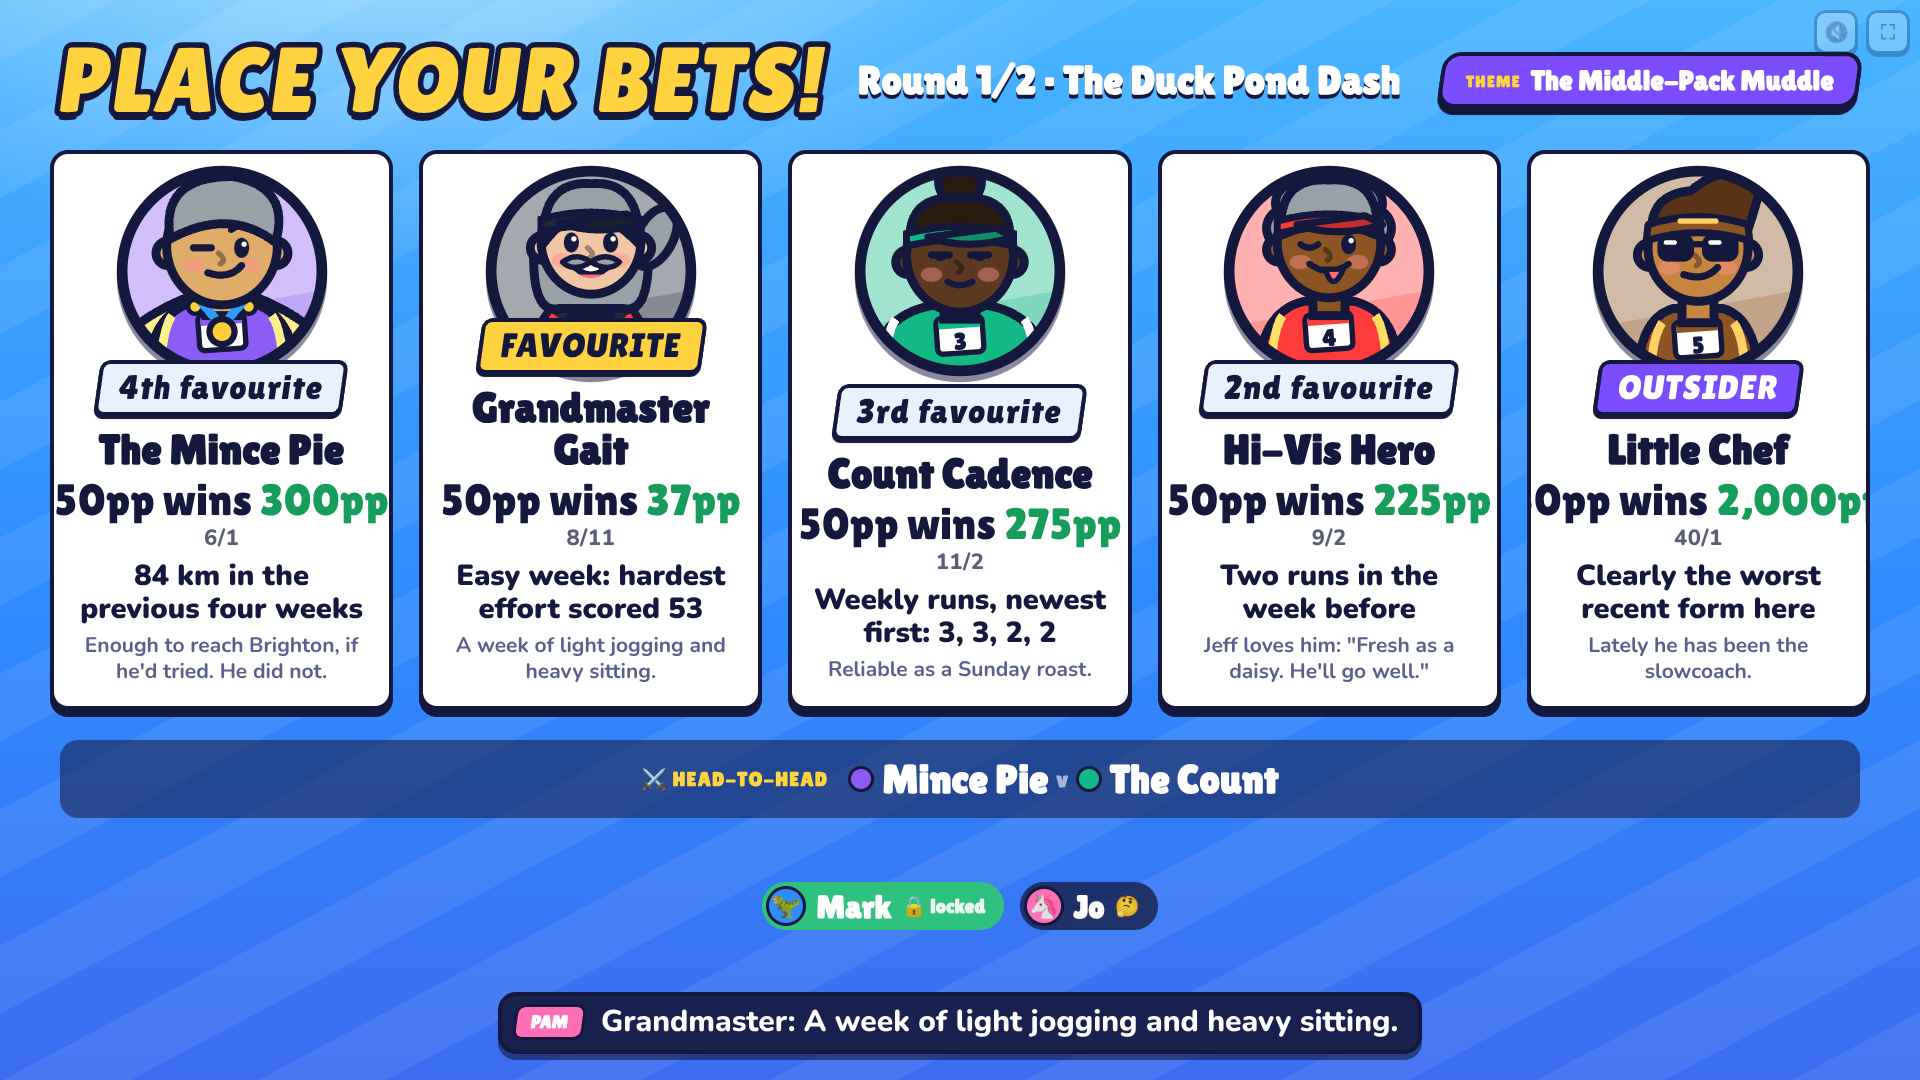 PLACE YOUR BETS!
Round 1/2 · The Duck Pond Dash
THEME The Middle-Pack Muddle
4th favourite
The Mince Pie
50pp wins 300pp
6/1
84 km in the
previous four weeks
Enough to reach Brighton, if
he'd tried. He did not.
FAVOURITE
Grandmaster
Gait
50pp wins 37pp
8/11
Easy week: hardest
effort scored 53
A week of light jogging and
heavy sitting.
3
3rd favourite
Count Cadence
50pp wins 275pp
11/2
Weekly runs, newest
first: 3, 3, 2, 2
Reliable as a Sunday roast.
4
2nd favourite
Hi-Vis Hero
50pp wins 225pp
9/2
Two runs in the
week before
Jeff loves him: "Fresh as a
daisy. He'll go well."
5
OUTSIDER
Little Chef
0pp wins 2,000p
40/1
Clearly the worst
recent form here
Lately he has been the
slowcoach.
⚔️ HEAD-TO-HEAD Mince Pie v The Count
Mark 🔒 locked
Jo 🤔
PAM Grandmaster: A week of light jogging and heavy sitting.